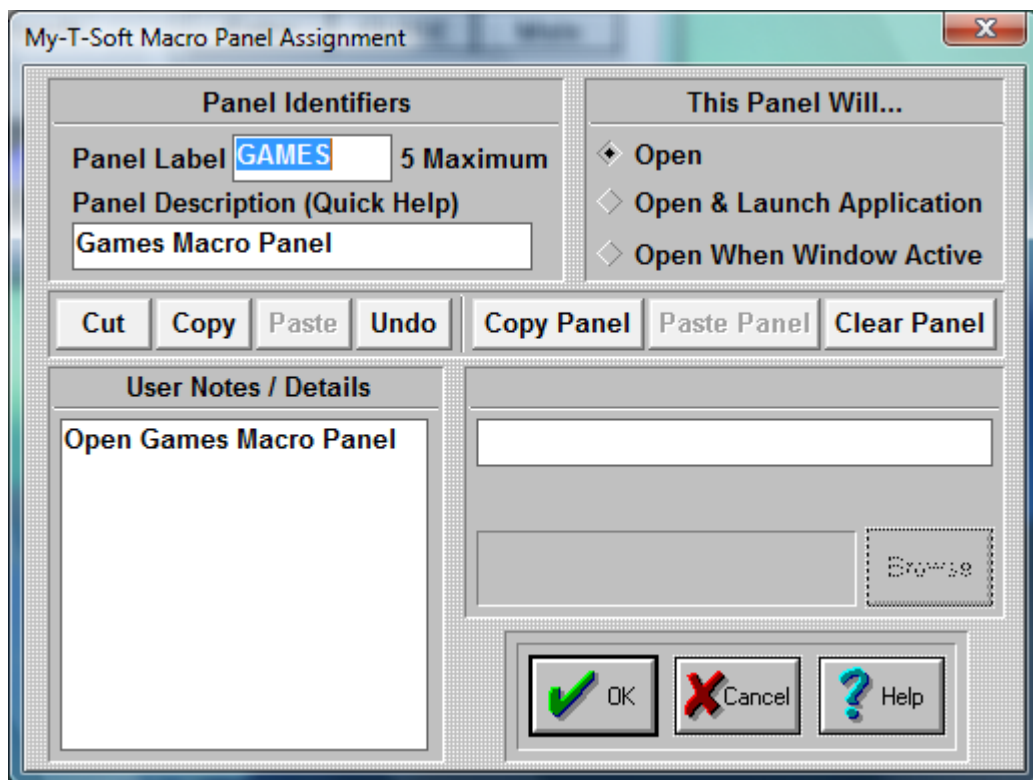 My-T-Soft Macro Panel Assignment
Panel Identifiers
Panel Label GAMES 5 Maximum
Panel Description (Quick Help)
Games Macro Panel
This Panel Will...
Open
Open & Launch Application
Open When Window Active
Cut Copy Paste Undo Copy Panel Paste Panel Clear Panel
User Notes / Details
Open Games Macro Panel
Browse
OK Cancel Help